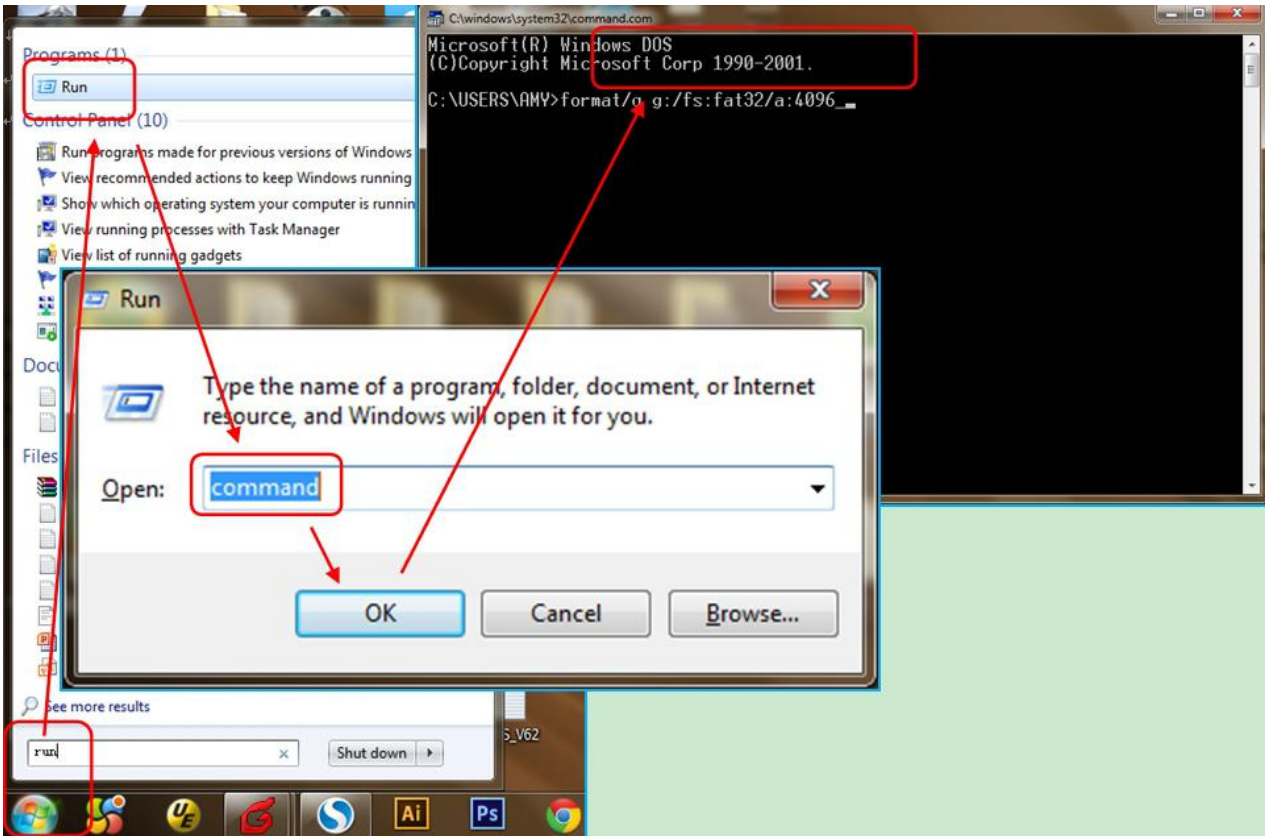 Programs (1)
Run
Control Panel (10)
Run programs made for previous versions of Windows
View recommended actions to keep Windows running
Show which operating system your computer is runnin
View running processes with Task Manager
View list of running gadgets
Docu
Files
See more results
run
Shut down
C:\windows\system32\command.com
Microsoft(R) Windows DOS
(C)Copyright Microsoft Corp 1990-2001.
C:\USERS\AMY>format/q g:/fs:fat32/a:4096_
Run
Type the name of a program, folder, document, or Internet
resource, and Windows will open it for you.
Open:
command
OK
Cancel
Browse...
S_V62
UE
Ai
Ps